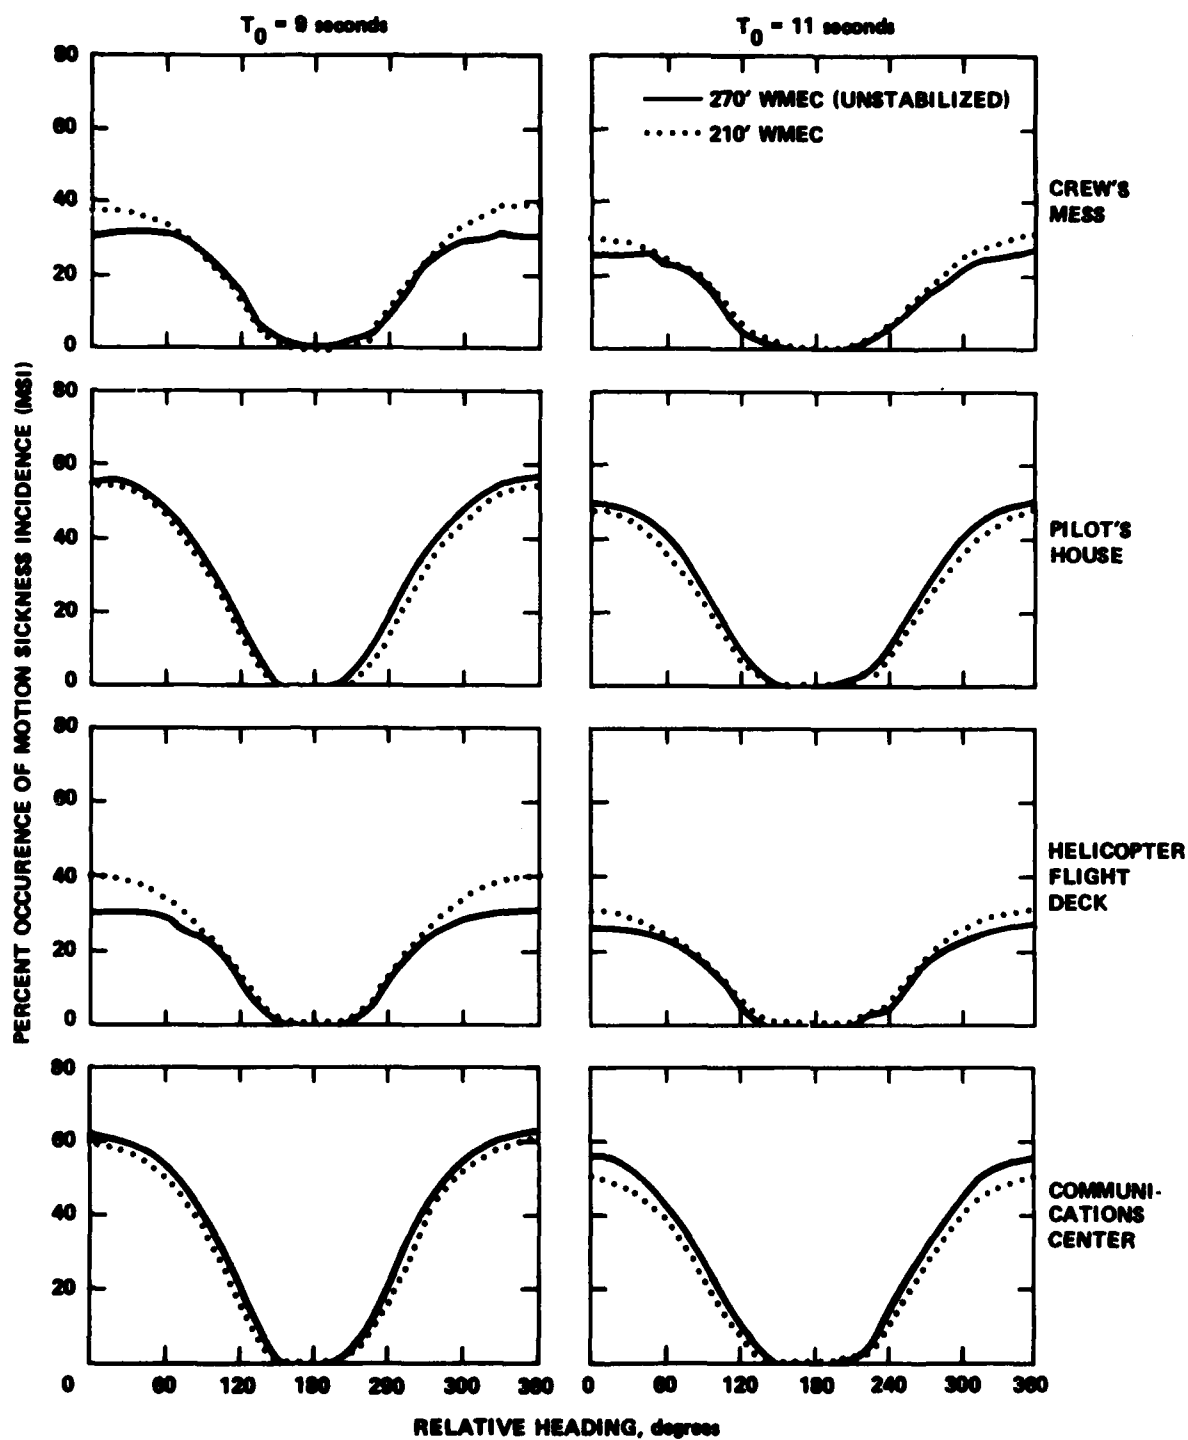 T0 = 9 seconds
T0 = 11 seconds
80
60
40
20
0
270' WMEC (UNSTABILIZED)
210' WMEC
CREW'S
MESS
80
60
40
20
0
PILOT'S
HOUSE
80
60
40
20
0
HELICOPTER
FLIGHT
DECK
80
60
40
20
COMMUNI-
CATIONS
CENTER
0 60 120 180 240 300 360
0 60 120 180 240 300 360
PERCENT OCCURENCE OF MOTION SICKNESS INCIDENCE (MSI)
RELATIVE HEADING, degrees